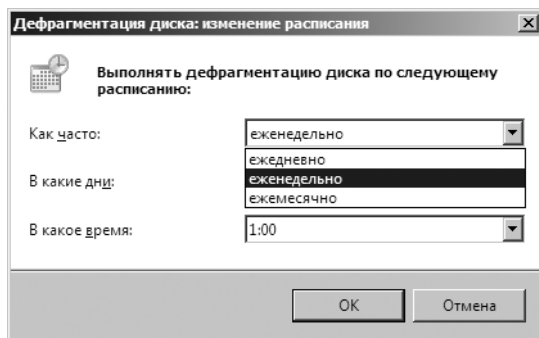 Дефрагментация диска: изменение расписания
Выполнять дефрагментацию диска по следующему
расписанию:
Как часто:
еженедельно
ежедневно
еженедельно
ежемесячно
В какие дни:
В какое время:
1:00
OK
Отмена